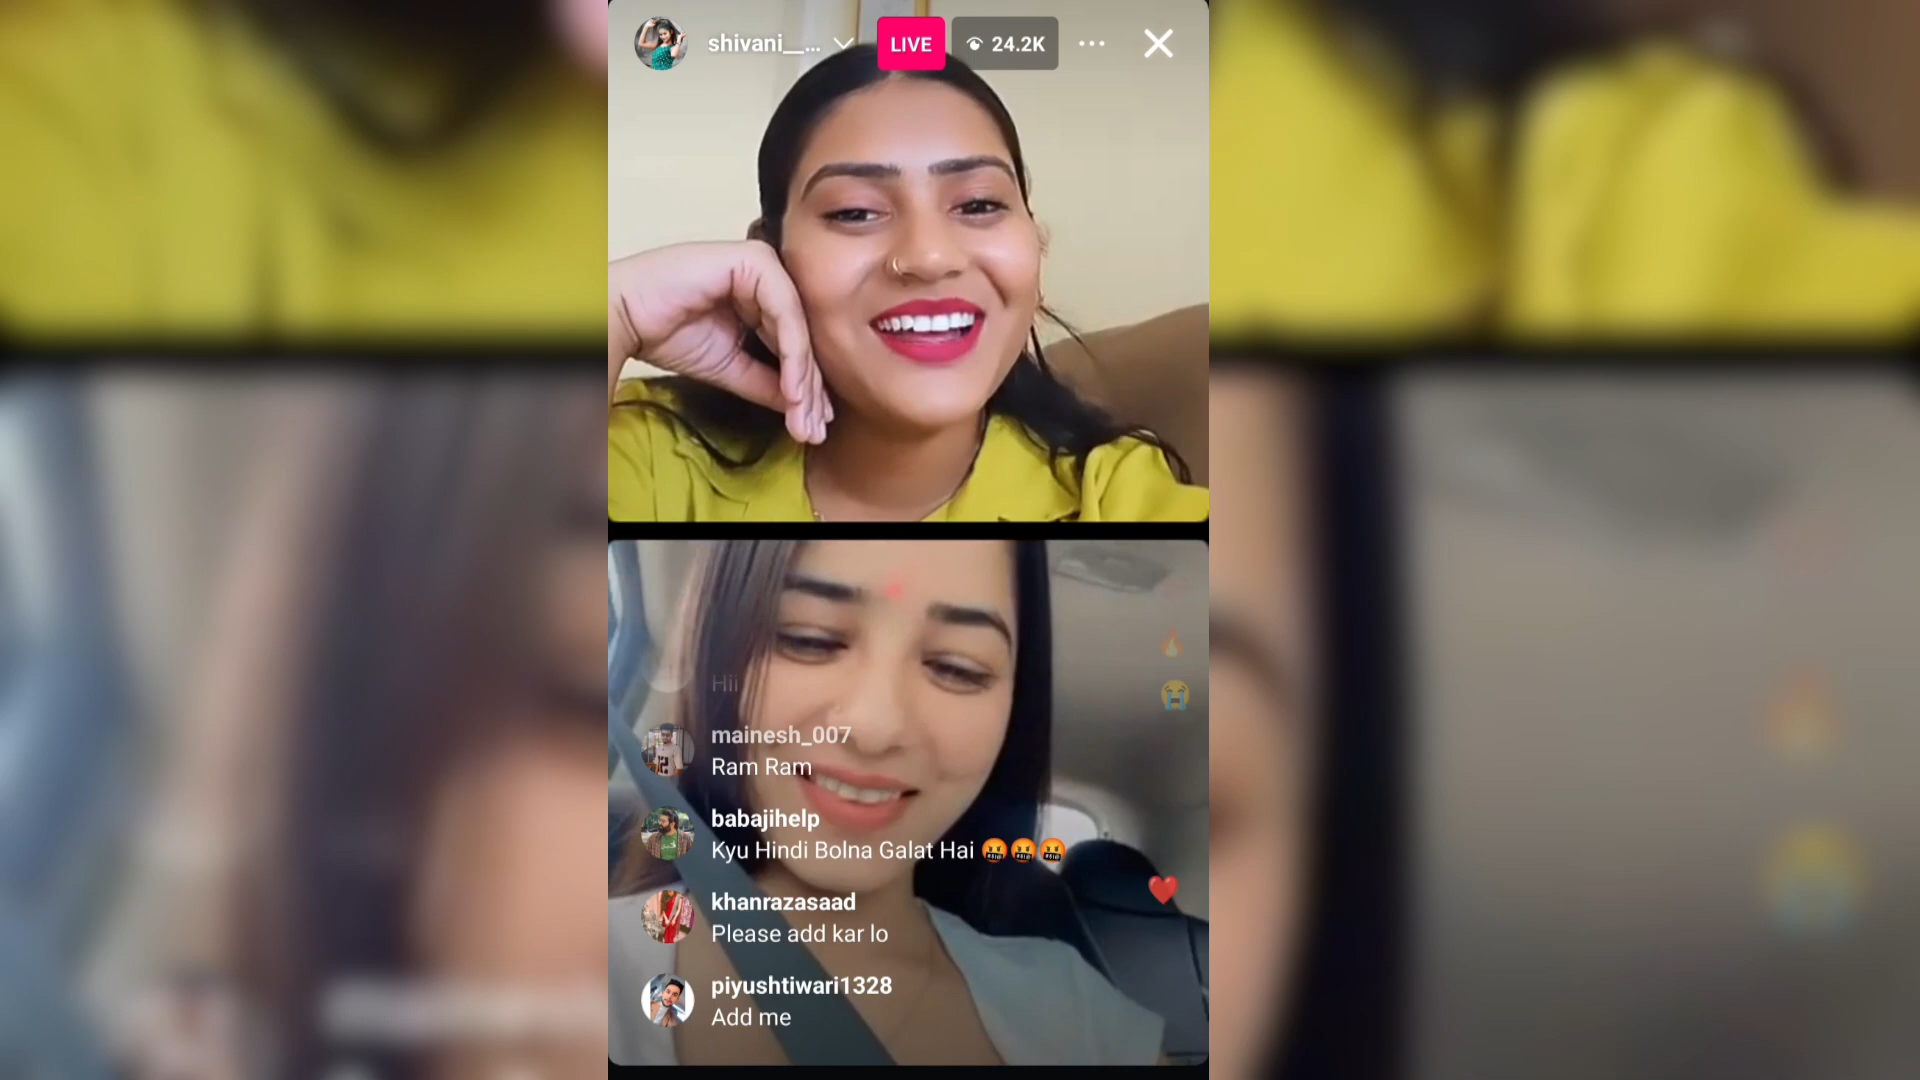 shivani__... LIVE 24.2K
Hii
mainesh_007
Ram Ram
babajihelp
Kyu Hindi Bolna Galat Hai 🤬🤬🤬
khanrazasaad
Please add kar lo
piyushtiwari1328
Add me